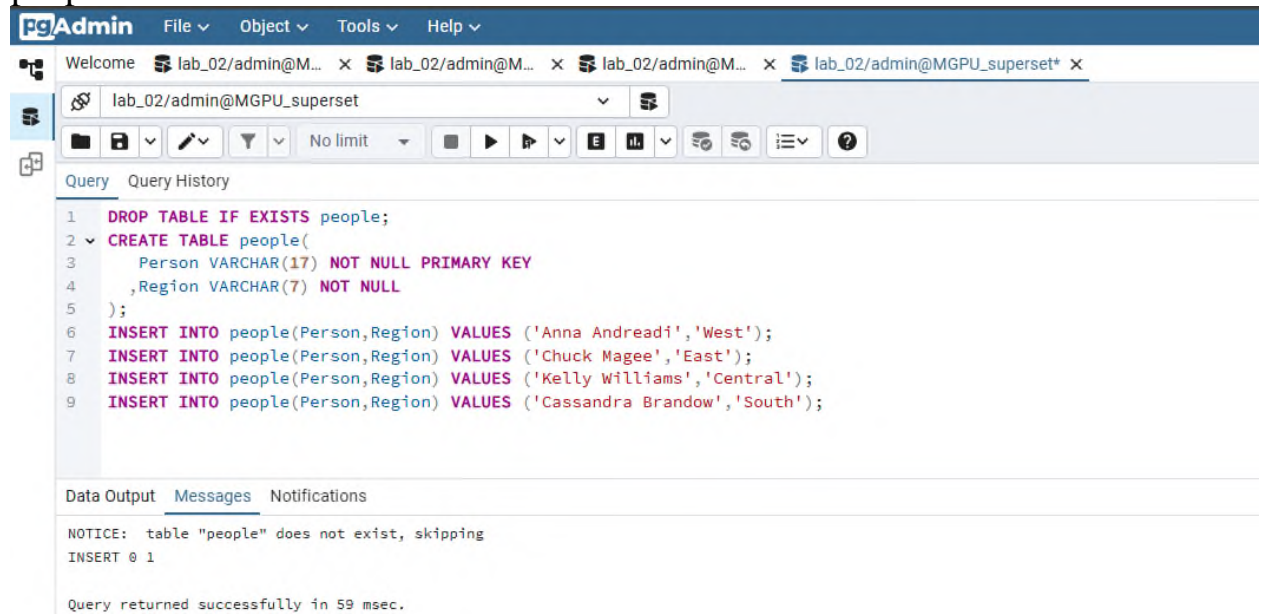 pgAdmin File Object Tools Help
Welcome lab_02/admin@M... × lab_02/admin@M... × lab_02/admin@M... × lab_02/admin@MGPU_superset* ×
lab_02/admin@MGPU_superset
No limit E
Query Query History
1 DROP TABLE IF EXISTS people;
2 CREATE TABLE people(
3 Person VARCHAR(17) NOT NULL PRIMARY KEY
4 ,Region VARCHAR(7) NOT NULL
5 );
6 INSERT INTO people(Person,Region) VALUES ('Anna Andreadi','West');
7 INSERT INTO people(Person,Region) VALUES ('Chuck Magee','East');
8 INSERT INTO people(Person,Region) VALUES ('Kelly Williams','Central');
9 INSERT INTO people(Person,Region) VALUES ('Cassandra Brandow','South');
Data Output Messages Notifications
NOTICE: table "people" does not exist, skipping
INSERT 0 1
Query returned successfully in 59 msec.